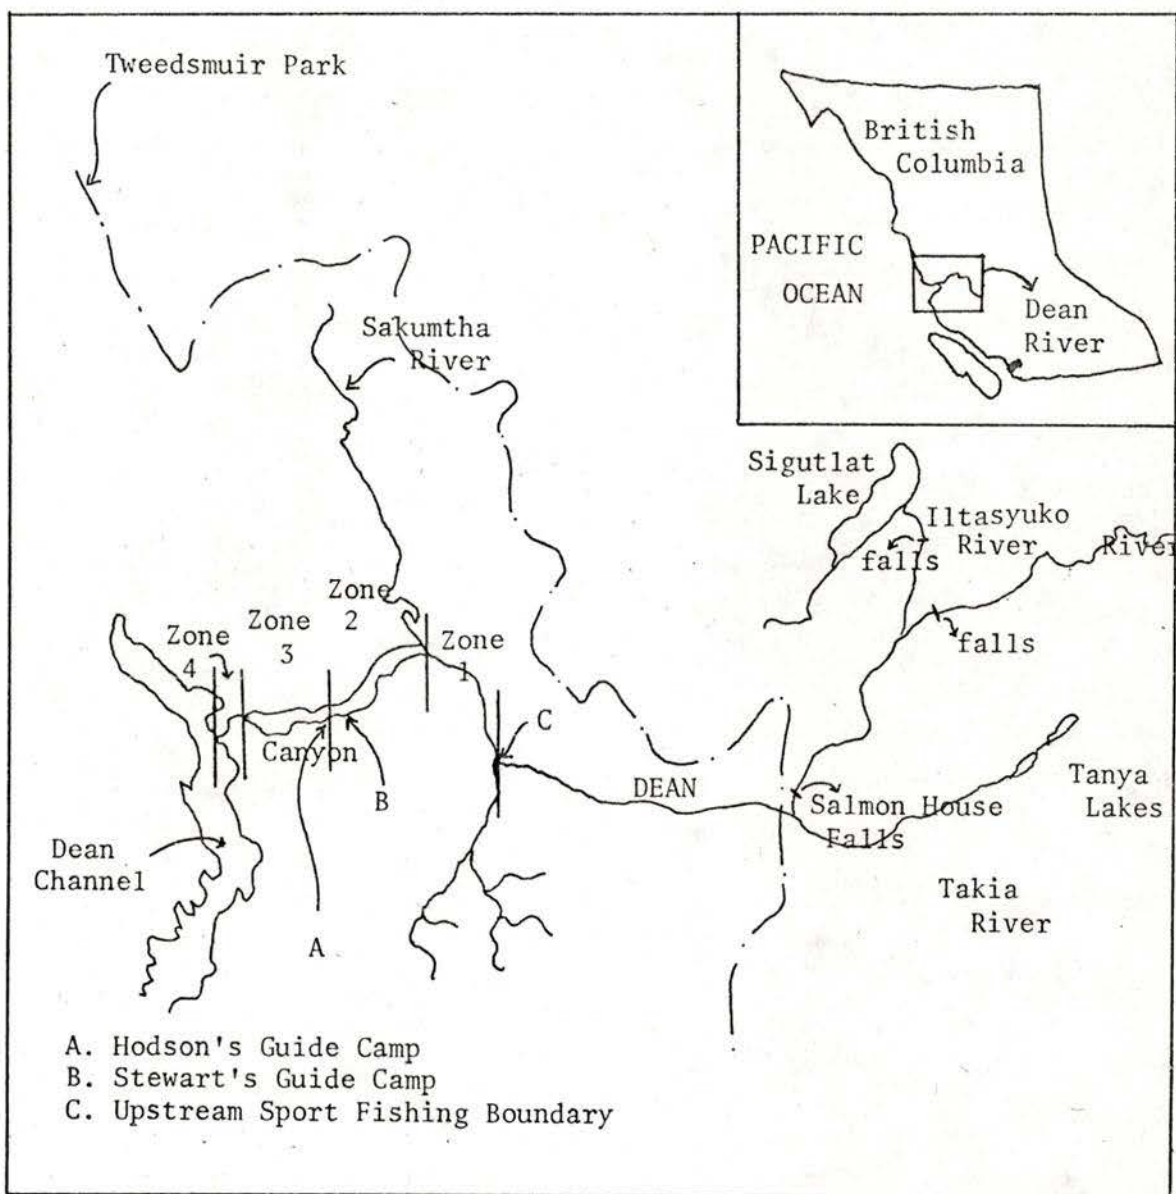 Tweedsmuir Park
British
Columbia
PACIFIC
OCEAN
Dean
River
Sakumtha
River
Sigutlat
Lake
Iltasyuko
River
River
falls
falls
Zone
2
Zone
3
Zone
4
Zone
1
C
Canyon
B
DEAN
Salmon House
Falls
Tanya
Lakes
Dean
Channel
Takia
River
A
A. Hodson's Guide Camp
B. Stewart's Guide Camp
C. Upstream Sport Fishing Boundary